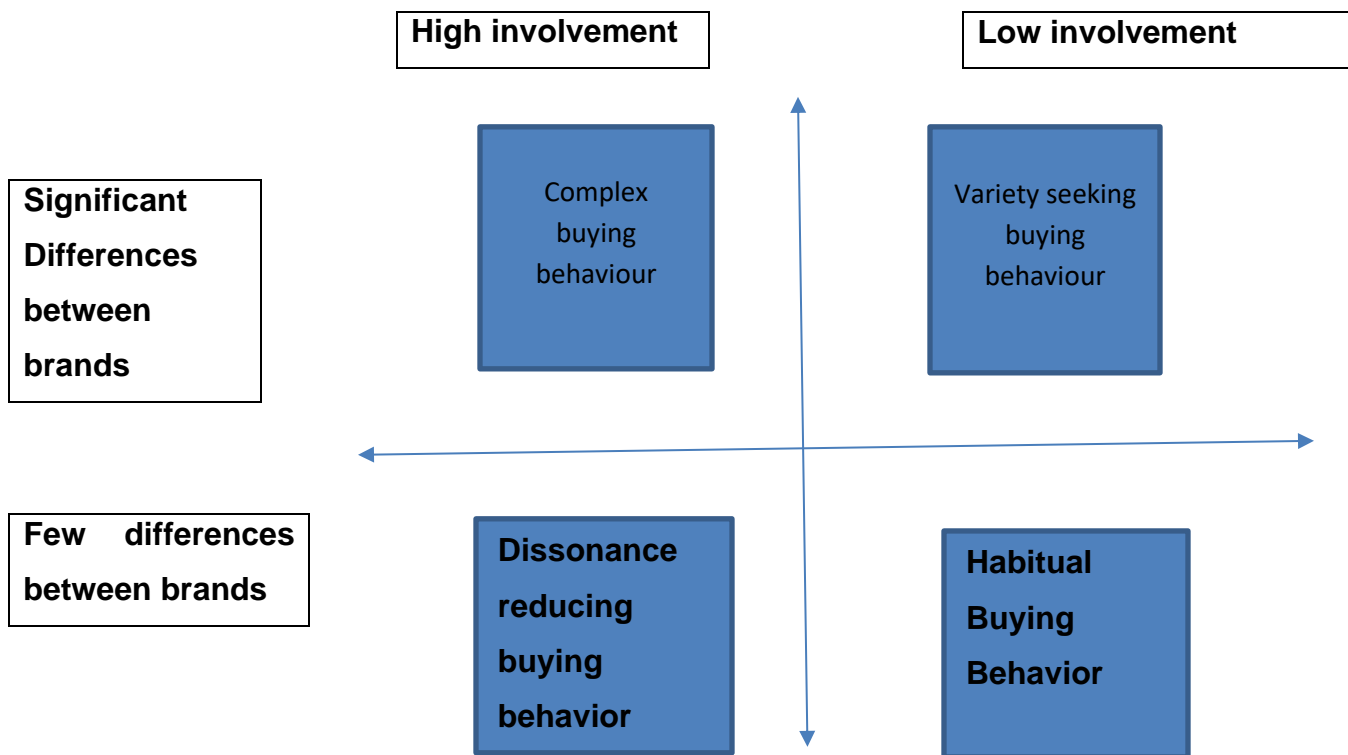 High involvement
Low involvement
Significant
Differences
between
brands
Complex
buying
behaviour
Variety seeking
buying
behaviour
Few differences
between brands
Dissonance
reducing
buying
behavior
Habitual
Buying
Behavior